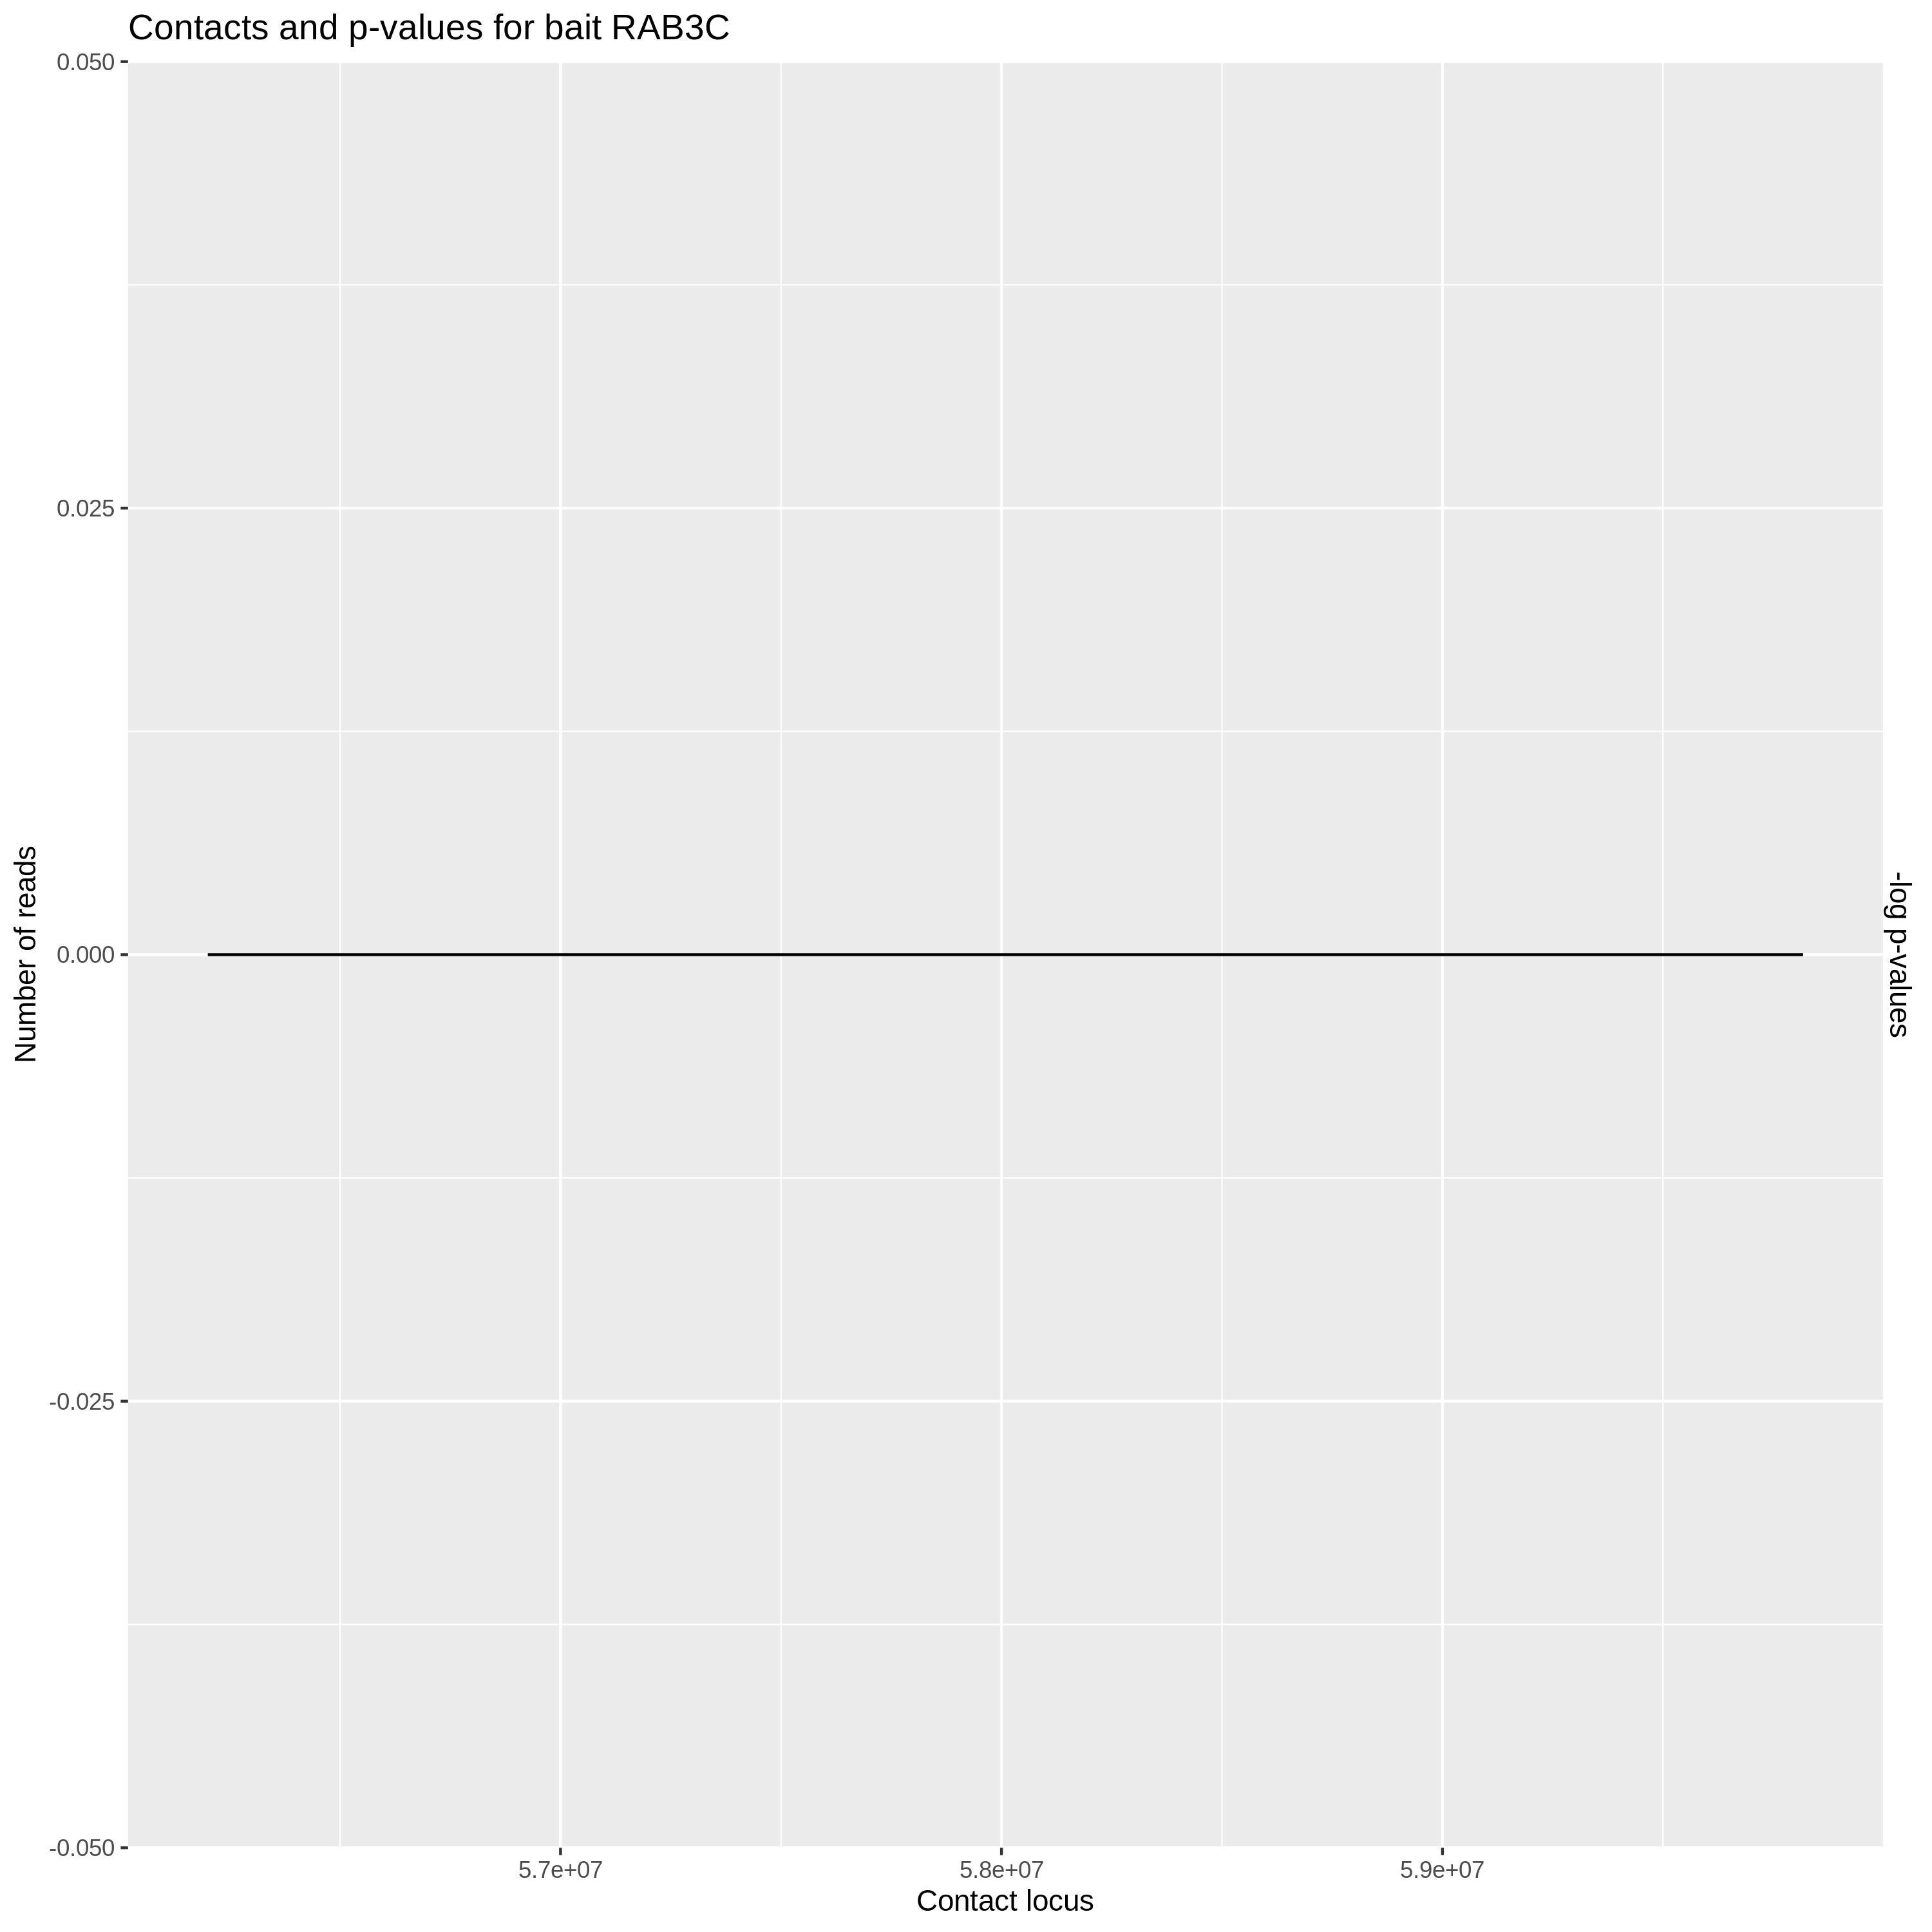 Contacts and p-values for bait RAB3C
0.050
0.025
0.000
-0.025
-0.050
Number of reads
-log p-values
5.7e+07 5.8e+07 5.9e+07
Contact locus